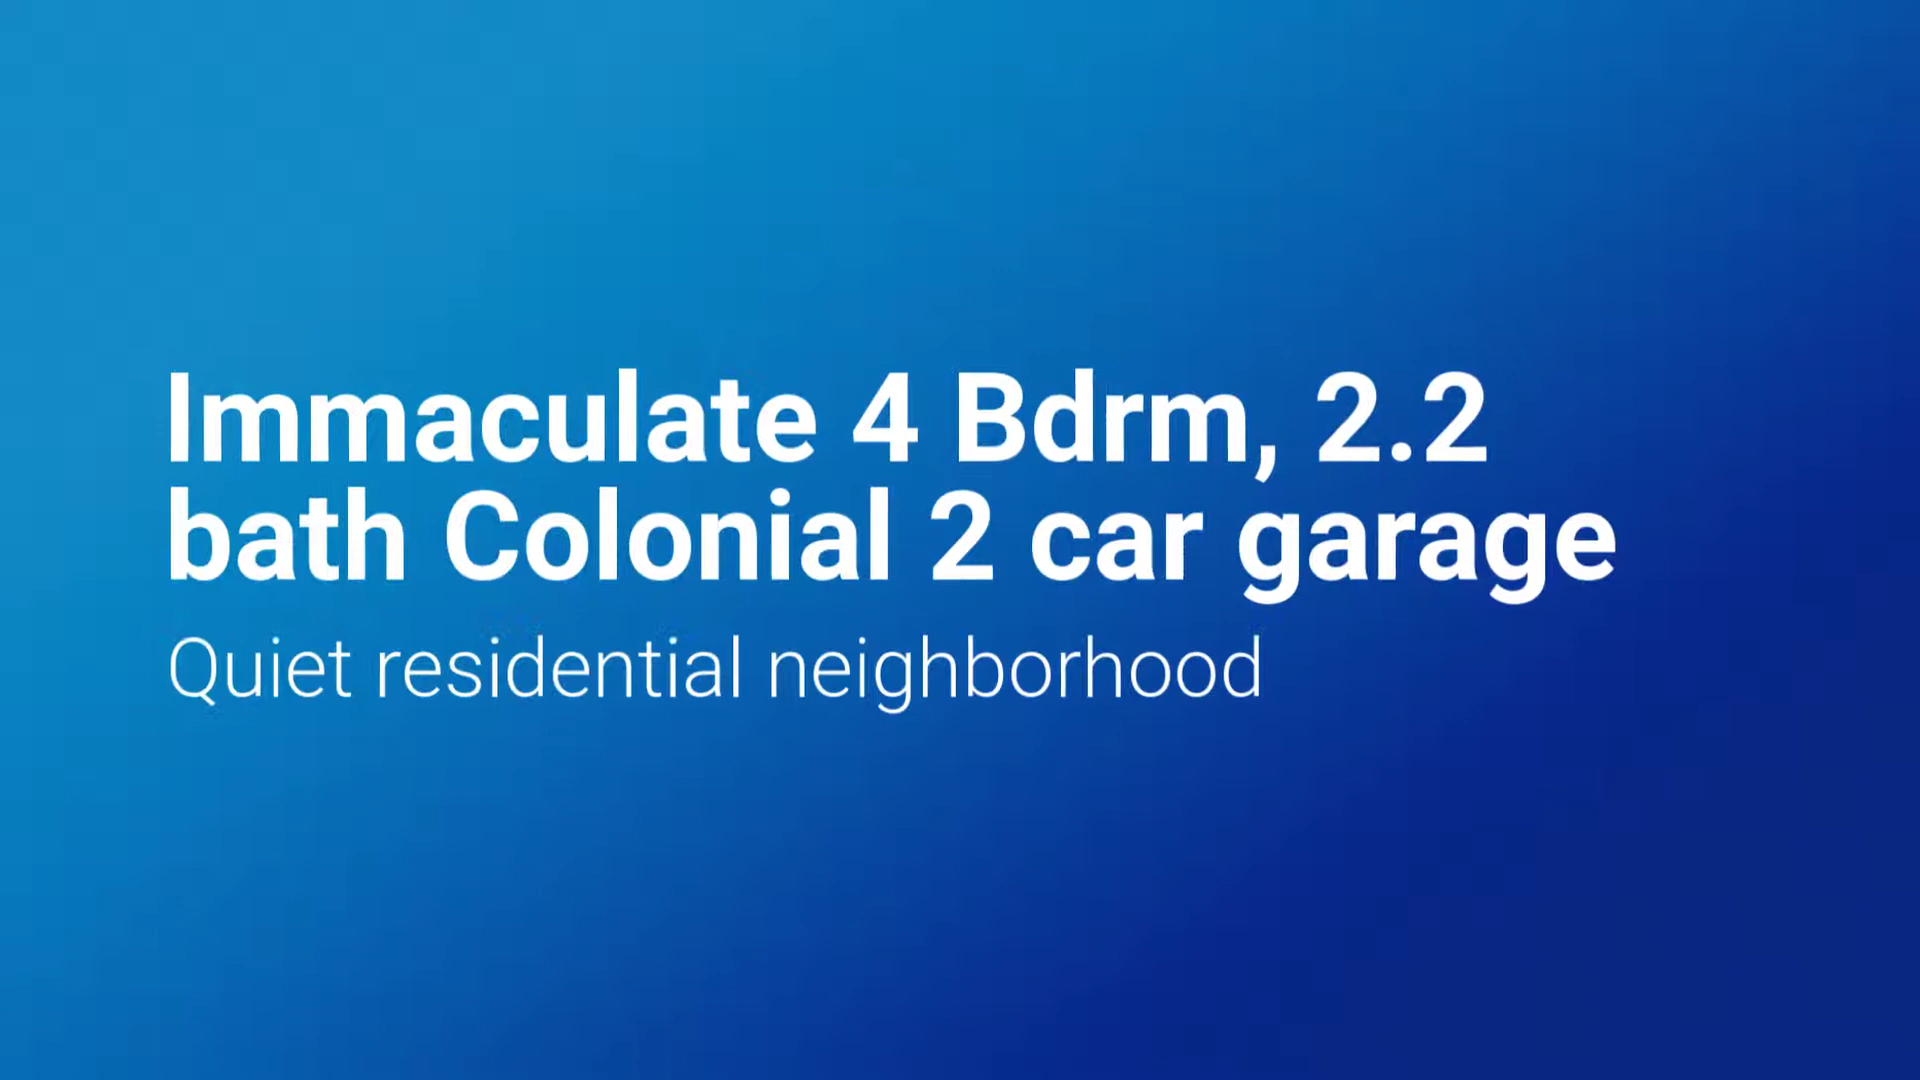 Immaculate 4 Bdrm, 2.2
bath Colonial 2 car garage
Quiet residential neighborhood